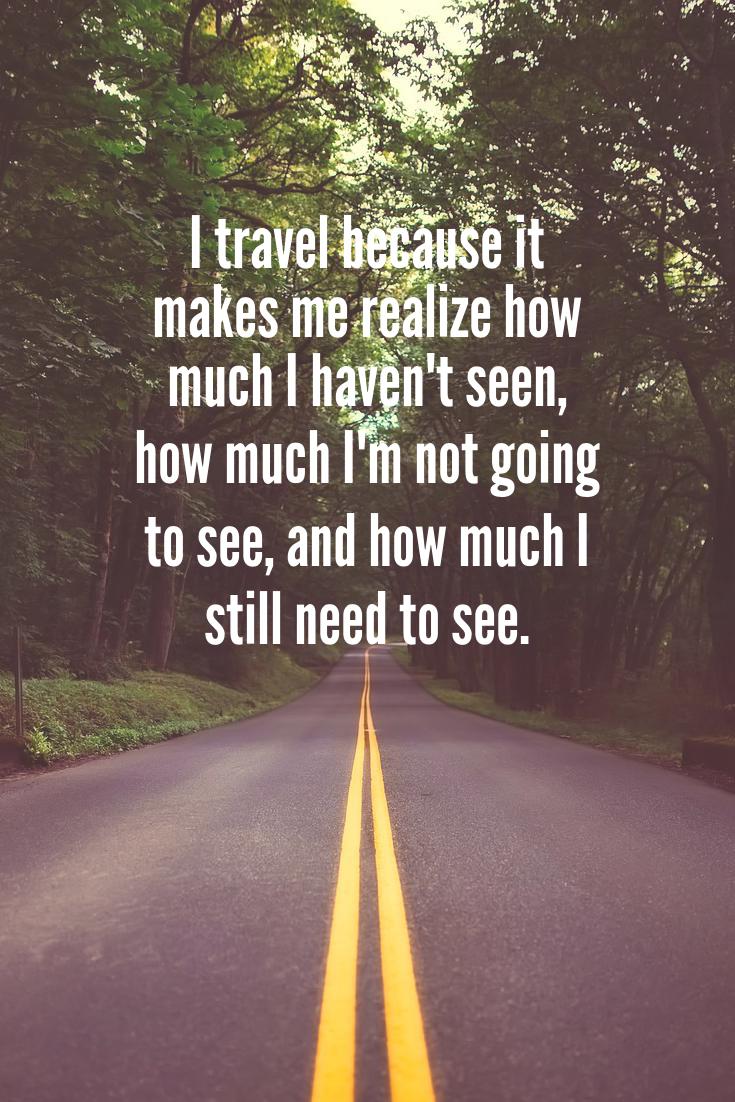 I travel because it
makes me realize how
much I haven't seen,
how much I'm not going
to see, and how much I
still need to see.